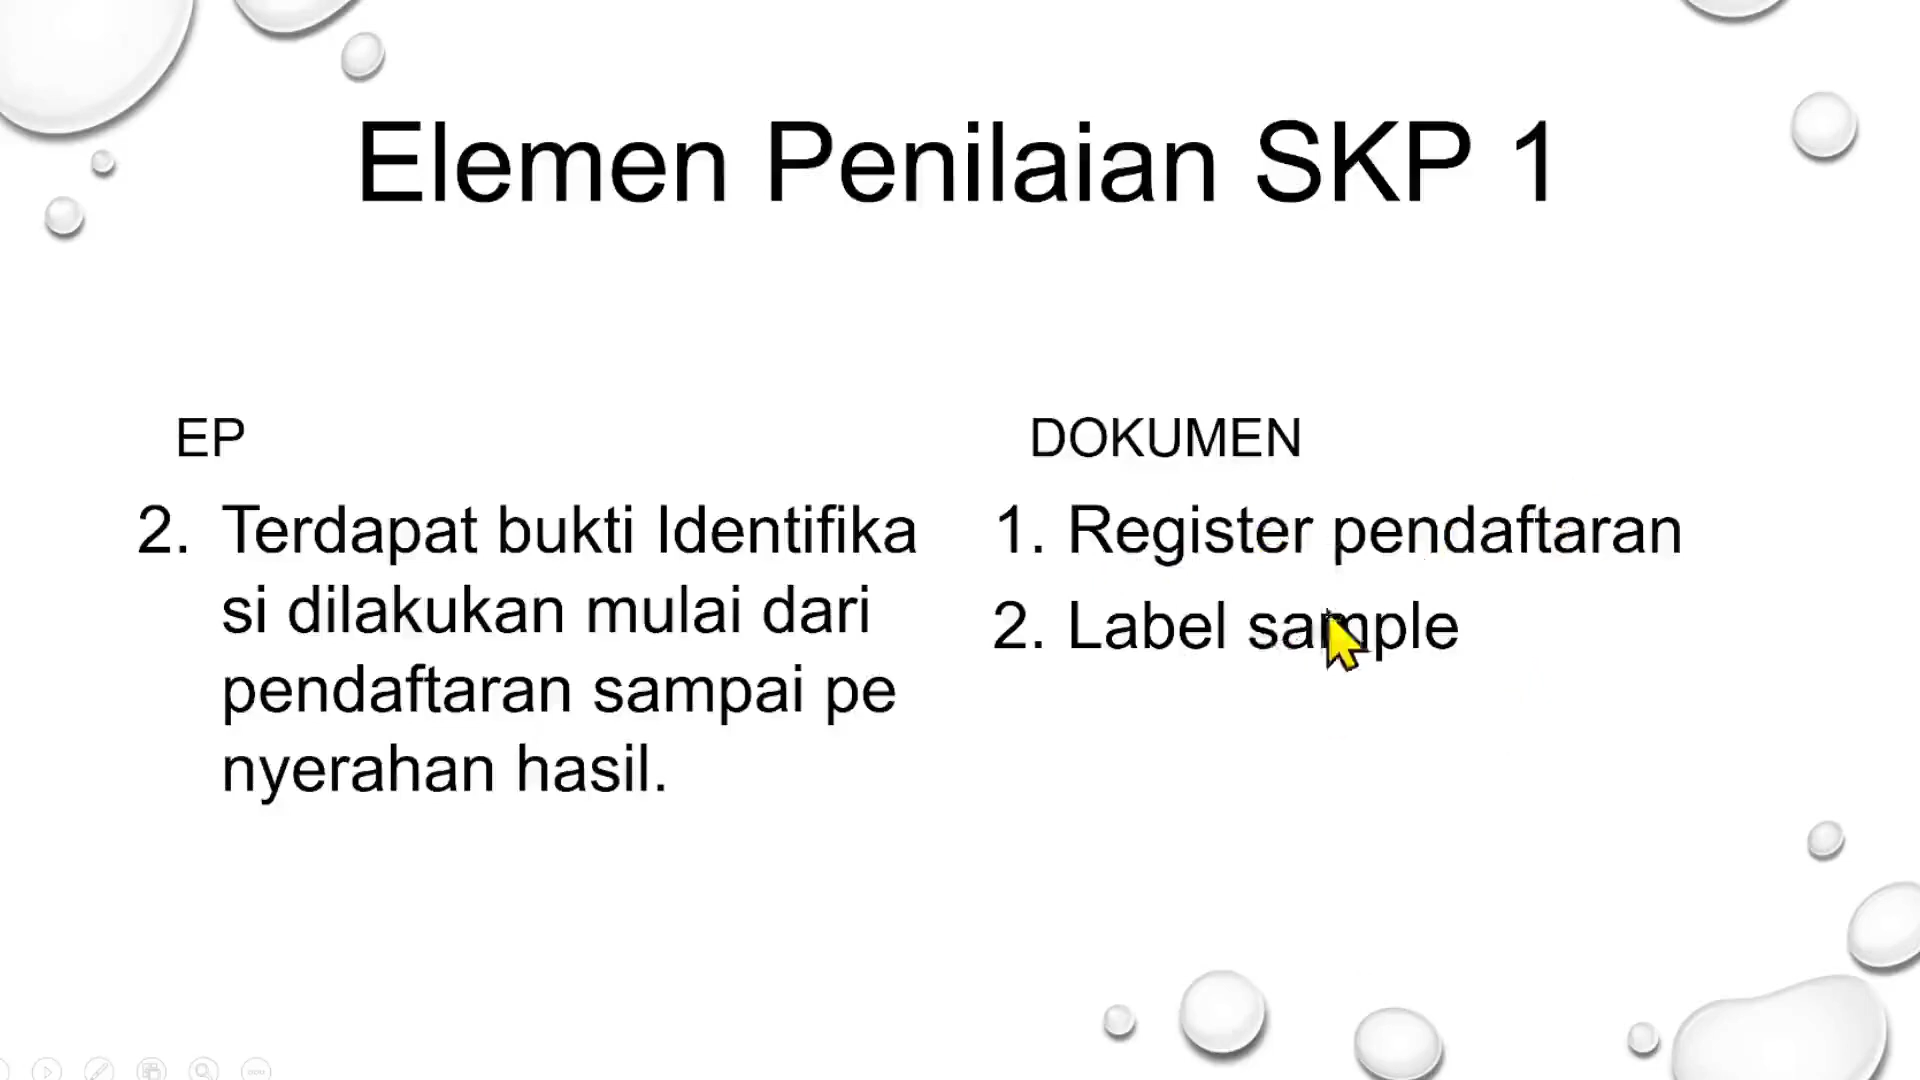 Elemen Penilaian SKP 1
EP
2. Terdapat bukti Identifika
si dilakukan mulai dari
pendaftaran sampai pe
nyerahan hasil.
DOKUMEN
1. Register pendaftaran
2. Label sample